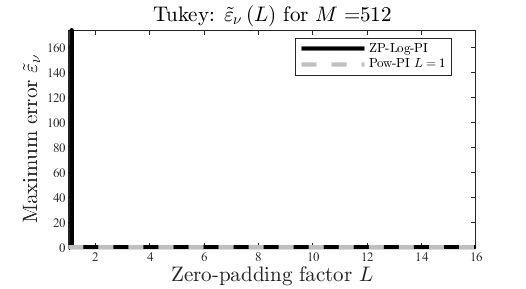 Tukey: ε̃ν (L) for M =512
ZP-Log-PI
Pow-PI L = 1
Maximum error ε̃ν
160
140
120
100
80
60
40
20
0
2 4 6 8 10 12 14 16
Zero-padding factor L